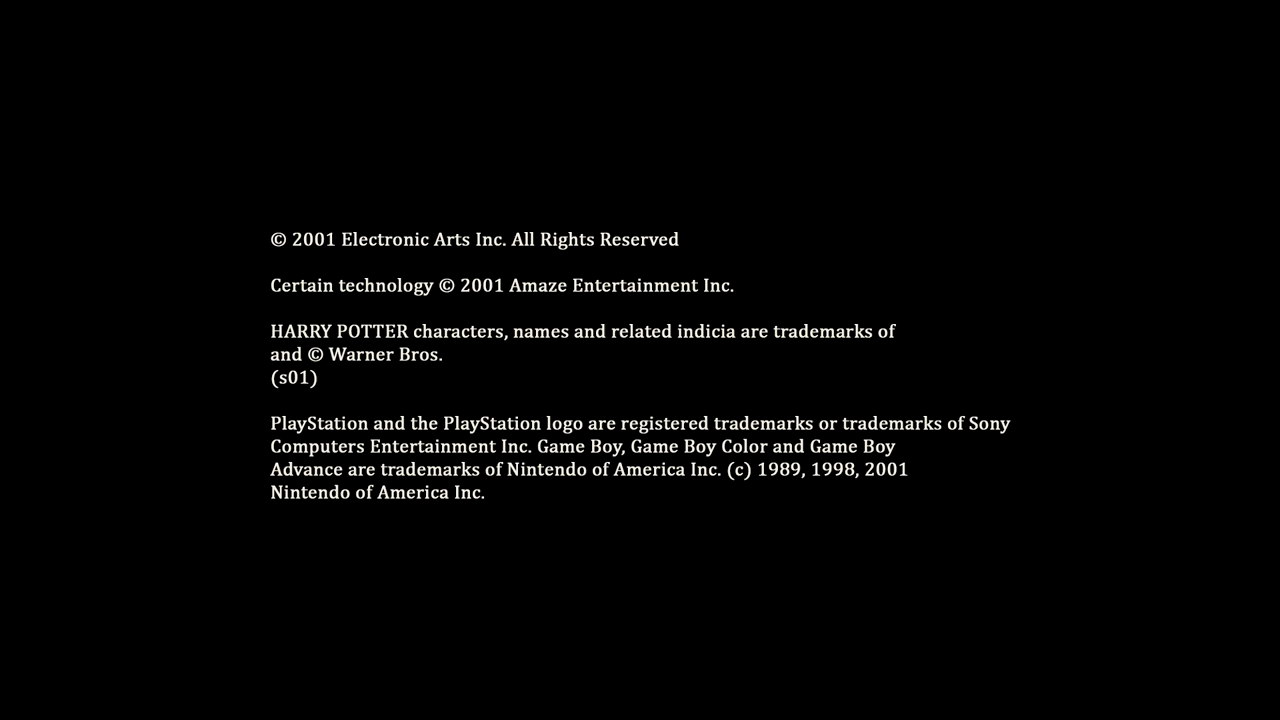 © 2001 Electronic Arts Inc. All Rights Reserved
Certain technology © 2001 Amaze Entertainment Inc.
HARRY POTTER characters, names and related indicia are trademarks of
and © Warner Bros.
(s01)
PlayStation and the PlayStation logo are registered trademarks or trademarks of Sony
Computers Entertainment Inc. Game Boy, Game Boy Color and Game Boy
Advance are trademarks of Nintendo of America Inc. (c) 1989, 1998, 2001
Nintendo of America Inc.